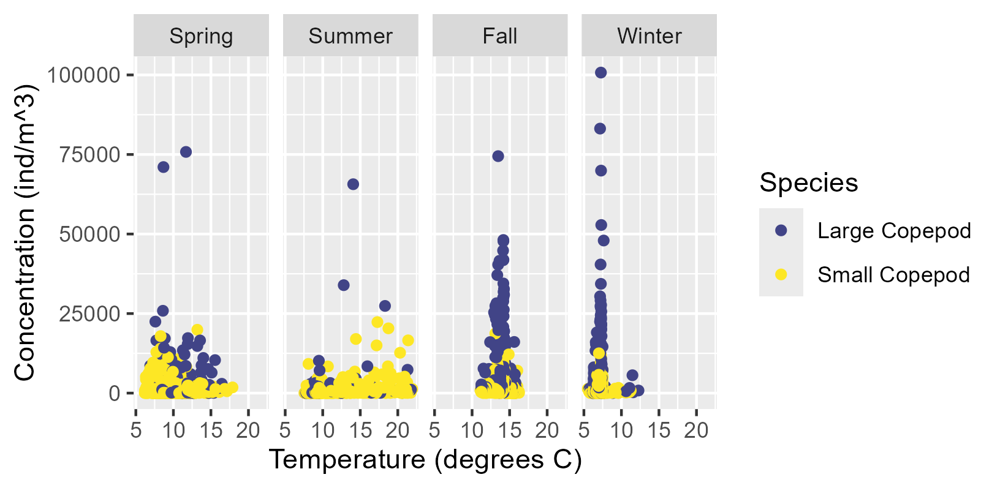 Spring Summer Fall Winter
100000
75000
50000
25000
0
Concentration (ind/m^3)
5 10 15 20 5 10 15 20 5 10 15 20 5 10 15 20
Temperature (degrees C)
Species
Large Copepod
Small Copepod